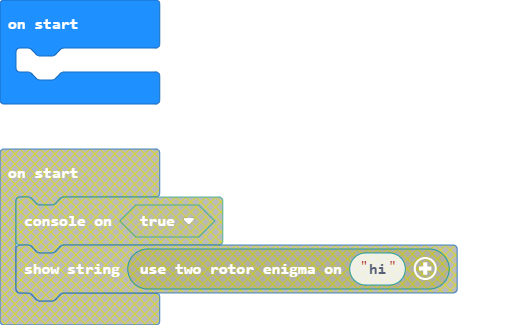 on start
on start
console on true
show string use two rotor enigma on "hi"